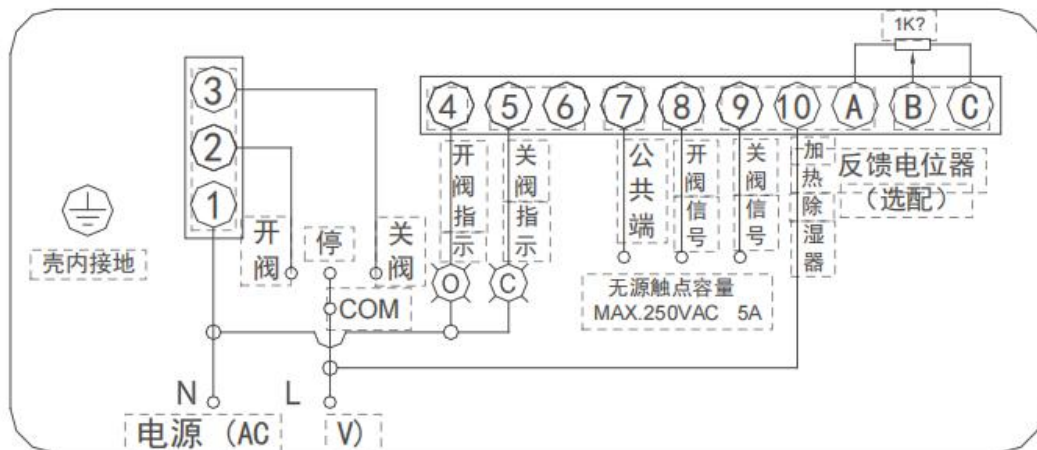 1K?
3
4 5 6 7 8 9 10 A B C
2
1
开阀指示
关阀指示
公共端
开阀信号
关阀信号
加热除湿器
反馈电位器
(选配)
壳内接地
开阀
停
关阀
O
C
无源触点容量
MAX.250VAC 5A
COM
N
L
电源 (AC V)